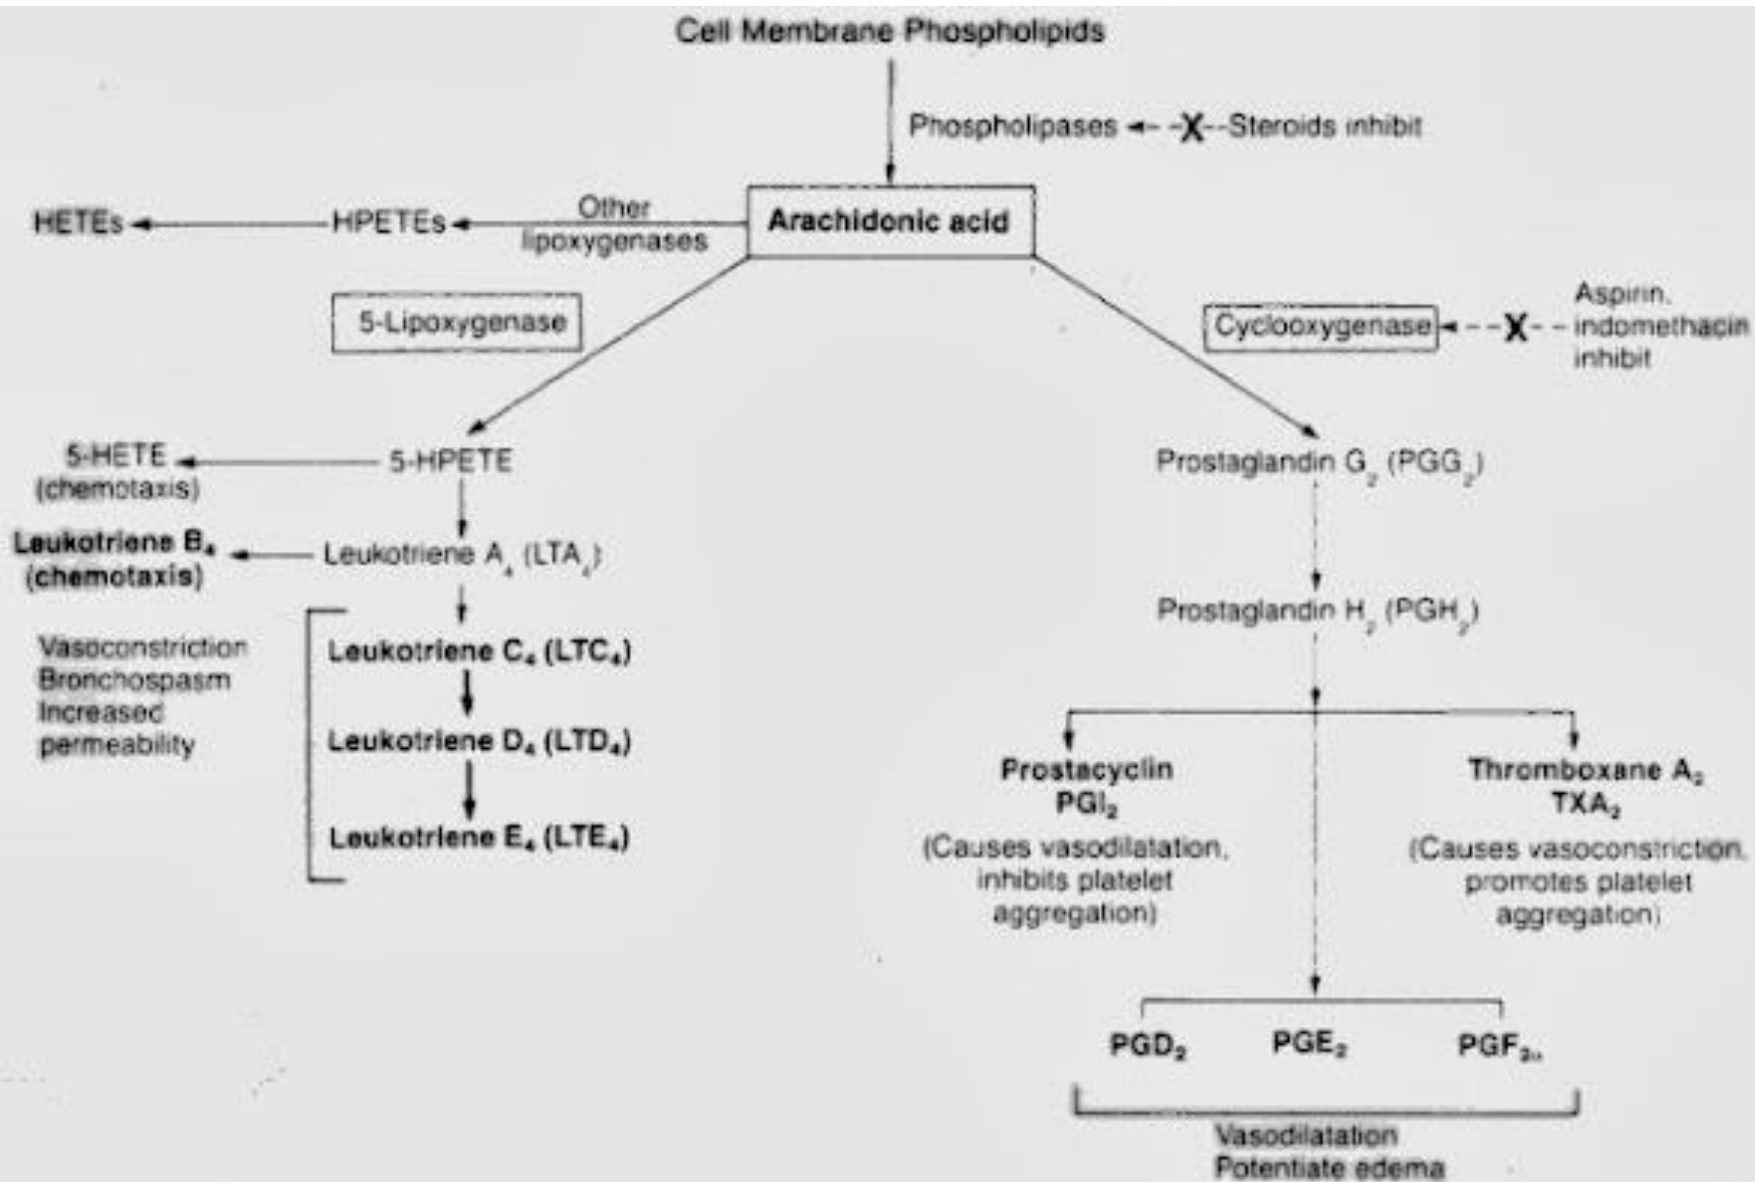 Cell Membrane Phospholipids
Phospholipases
X
Steroids inhibit
HETEs
HPETEs
Other
lipoxygenases
Arachidonic acid
5-Lipoxygenase
Cyclooxygenase
X
Aspirin,
indomethacin
inhibit
5-HETE
(chemotaxis)
5-HPETE
Prostaglandin G₂ (PGG₂)
Leukotriene B₄
(chemotaxis)
Leukotriene A₄ (LTA₄)
Prostaglandin H₂ (PGH₂)
Vasoconstriction
Bronchospasm
Increased
permeability
Leukotriene C₄ (LTC₄)
Leukotriene D₄ (LTD₄)
Leukotriene E₄ (LTE₄)
Prostacyclin
PGI₂
(Causes vasodilatation,
inhibits platelet
aggregation)
Thromboxane A₂
TXA₂
(Causes vasoconstriction,
promotes platelet
aggregation)
PGD₂
PGE₂
PGF₂α
Vasodilatation
Potentiate edema